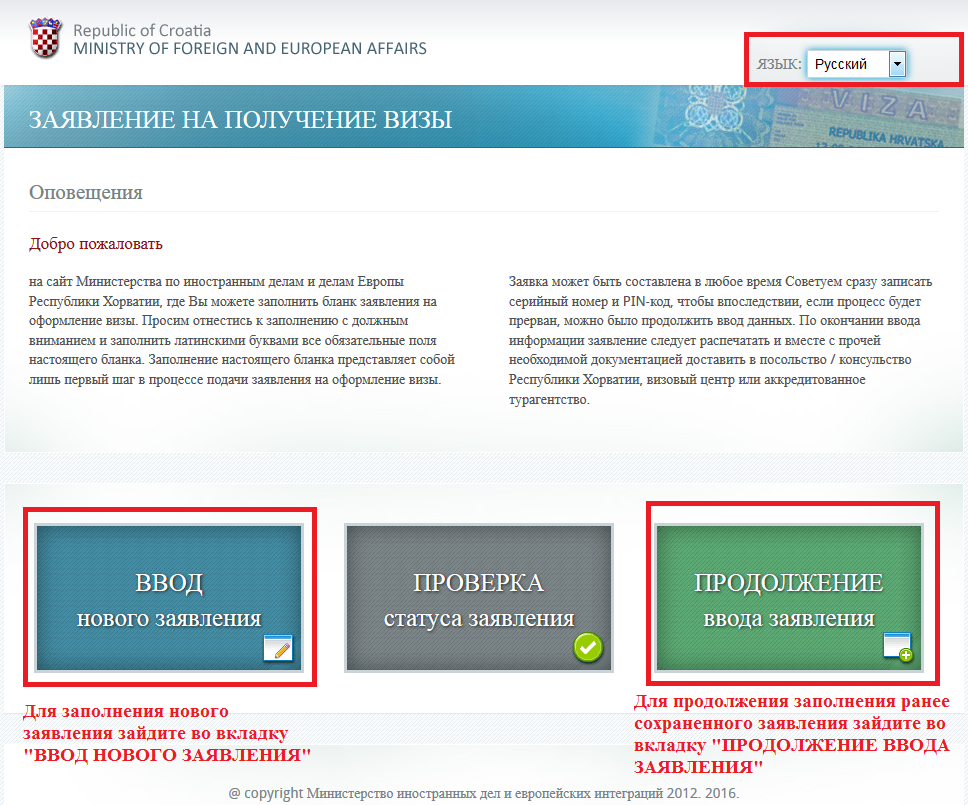 Republic of Croatia
MINISTRY OF FOREIGN AND EUROPEAN AFFAIRS
ЯЗЫК: Русский
ЗАЯВЛЕНИЕ НА ПОЛУЧЕНИЕ ВИЗЫ
VIZA
REPUBLIKA HRVATSKA
Оповещения
Добро пожаловать
на сайт Министерства по иностранным делам и делам Европы
Республики Хорватии, где Вы можете заполнить бланк заявления на
оформление визы. Просим отнестись к заполнению с должным
вниманием и заполнить латинскими буквами все обязательные поля
настоящего бланка. Заполнение настоящего бланка представляет собой
лишь первый шаг в процессе подачи заявления на оформление визы.
Заявка может быть составлена в любое время Советуем сразу записать
серийный номер и PIN-код, чтобы впоследствии, если процесс будет
прерван, можно было продолжить ввод данных. По окончании ввода
информации заявление следует распечатать и вместе с прочей
необходимой документацией доставить в посольство / консульство
Республики Хорватии, визовый центр или аккредитованное
турагентство.
ВВОД
нового заявления
ПРОВЕРКА
статуса заявления
ПРОДОЛЖЕНИЕ
ввода заявления
Для заполнения нового
заявления зайдите во вкладку
"ВВОД НОВОГО ЗАЯВЛЕНИЯ"
Для продолжения заполнения ранее
сохраненного заявления зайдите во
вкладку "ПРОДОЛЖЕНИЕ ВВОДА
ЗАЯВЛЕНИЯ"
@ copyright Министерство иностранных дел и европейских интеграций 2012. 2016.